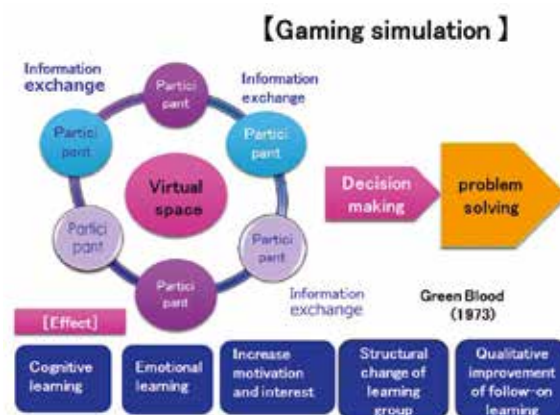 【Gaming simulation】
Information
exchange
Partici
pant
Information
exchange
Partici
pant
Partici
pant
Virtual
space
Decision
making
problem
solving
Partici
pant
Partici
pant
Partici
pant
Information
exchange
Green Blood
(1973)
[Effect]
Cognitive
learning
Emotional
learning
Increase
motivation
and interest
Structural
change of
learning
group
Qualitative
improvement
of follow-on
learning